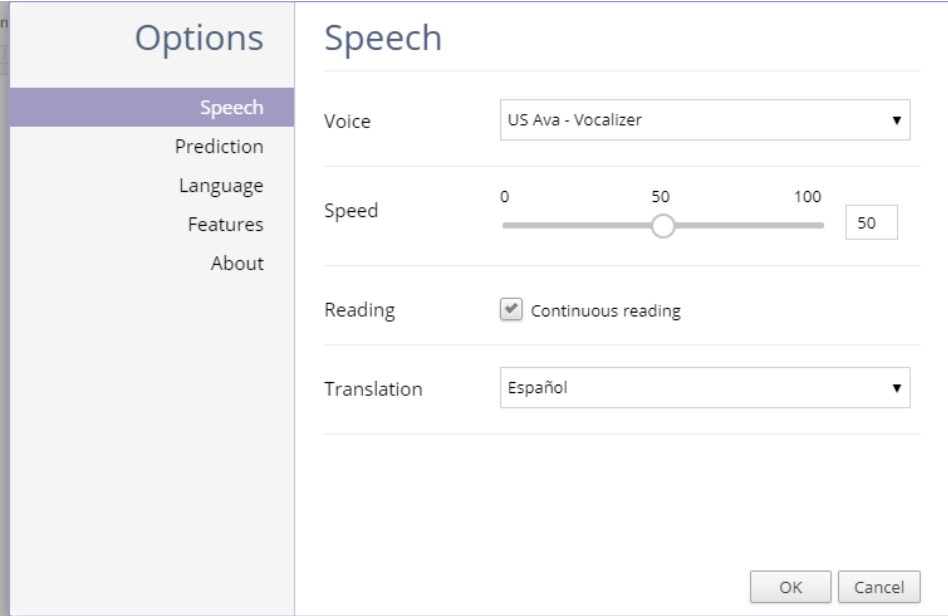 Options
Speech
Prediction
Language
Features
About
Speech
Voice
US Ava - Vocalizer
Speed
0 50 100
50
Reading
Continuous reading
Translation
Español
OK Cancel